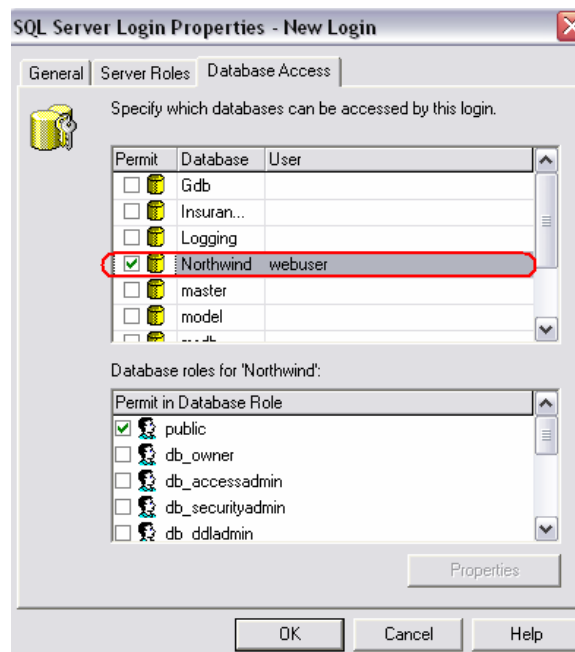 SQL Server Login Properties - New Login
General Server Roles Database Access
Specify which databases can be accessed by this login.
Permit Database User
Gdb
Insuran...
Logging
Northwind webuser
master
model
Database roles for 'Northwind':
Permit in Database Role
public
db_owner
db_accessadmin
db_securityadmin
db_ddladmin
Properties
OK Cancel Help